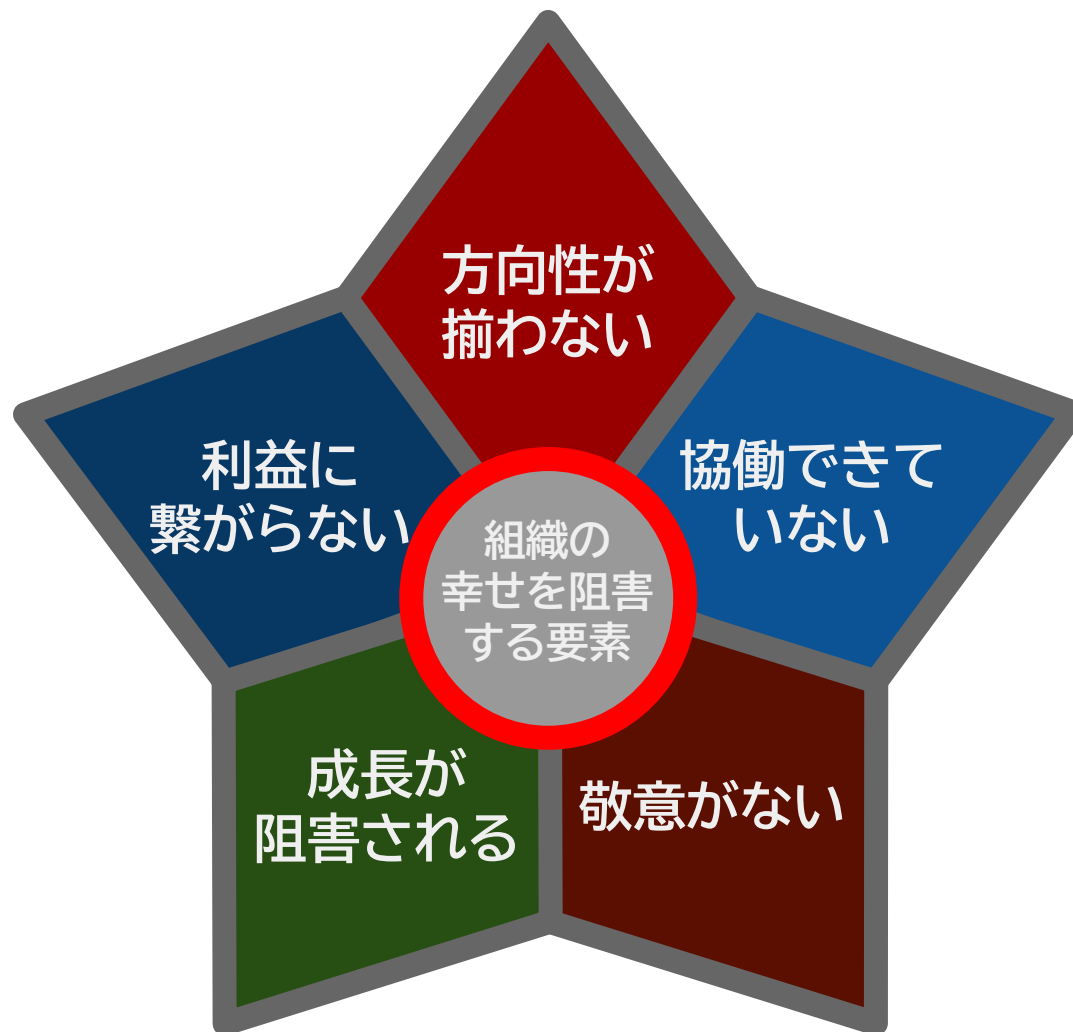 方向性が
揃わない
利益に
繋がらない
協働できて
いない
組織の
幸せを阻害
する要素
成長が
阻害される
敬意がない